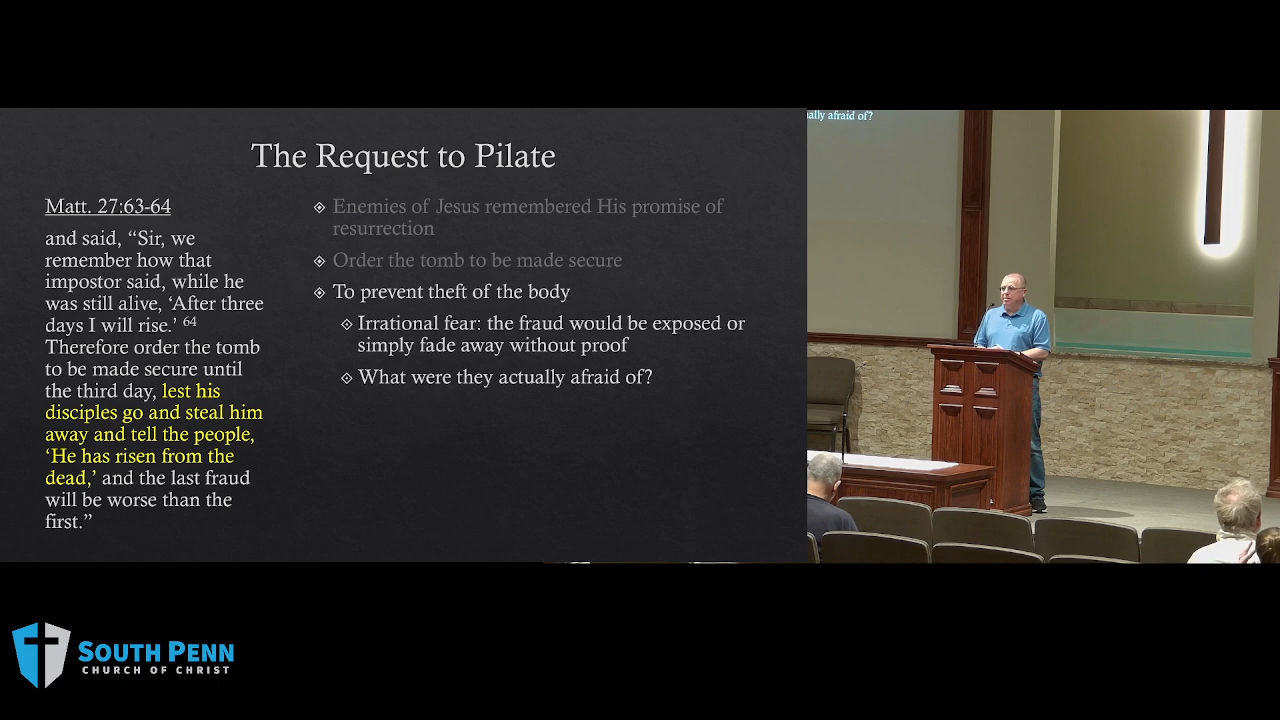 The Request to Pilate
Matt. 27:63-64
and said, “Sir, we
remember how that
impostor said, while he
was still alive, ‘After three
days I will rise.’ 64
Therefore order the tomb
to be made secure until
the third day, lest his
disciples go and steal him
away and tell the people,
‘He has risen from the
dead,’ and the last fraud
will be worse than the
first.”
Enemies of Jesus remembered His promise of
resurrection
Order the tomb to be made secure
To prevent theft of the body
Irrational fear: the fraud would be exposed or
simply fade away without proof
What were they actually afraid of?
ally afraid of?
SOUTH PENN
CHURCH OF CHRIST